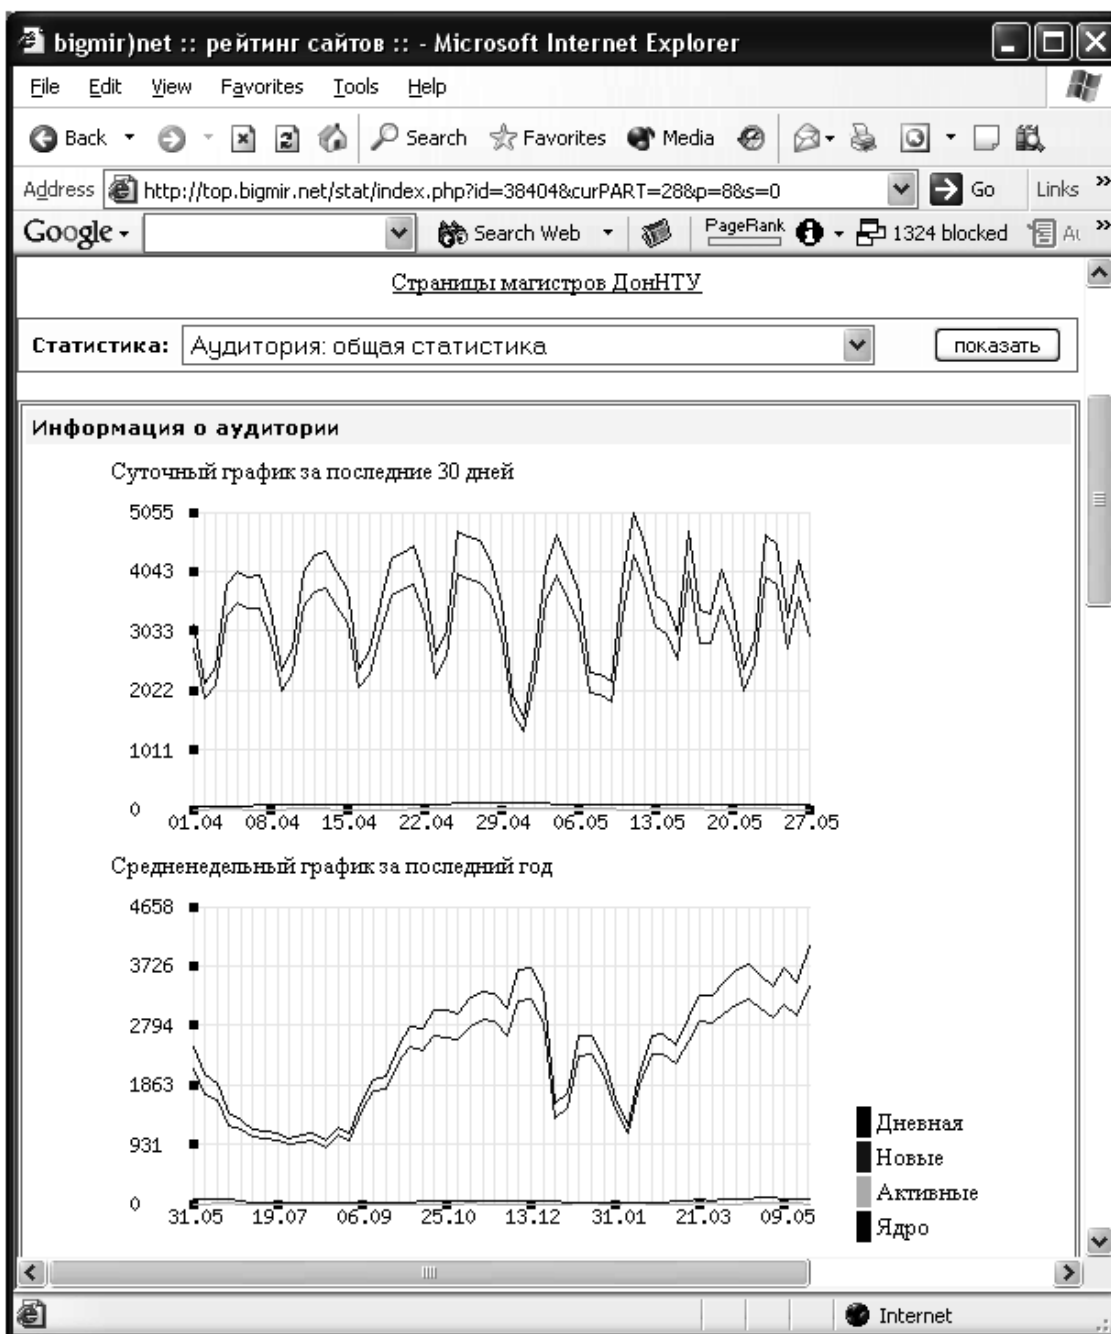 bigmir)net :: рейтинг сайтов :: - Microsoft Internet Explorer
File Edit View Favorites Tools Help
Back Search Favorites Media
Address http://top.bigmir.net/stat/index.php?id=38404&curPART=28&p=8&s=0 Go Links »
Google Search Web PageRank 1324 blocked »
Страницы магистров ДонНТУ
Статистика: Аудитория: общая статистика показать
Информация о аудитории
Суточный график за последние 30 дней
5055
4043
3033
2022
1011
0
01.04 08.04 15.04 22.04 29.04 06.05 13.05 20.05 27.05
Средненедельный график за последний год
4658
3726
2794
1863
931
0
31.05 19.07 06.09 25.10 13.12 31.01 21.03 09.05
Дневная
Новые
Активные
Ядро
Internet